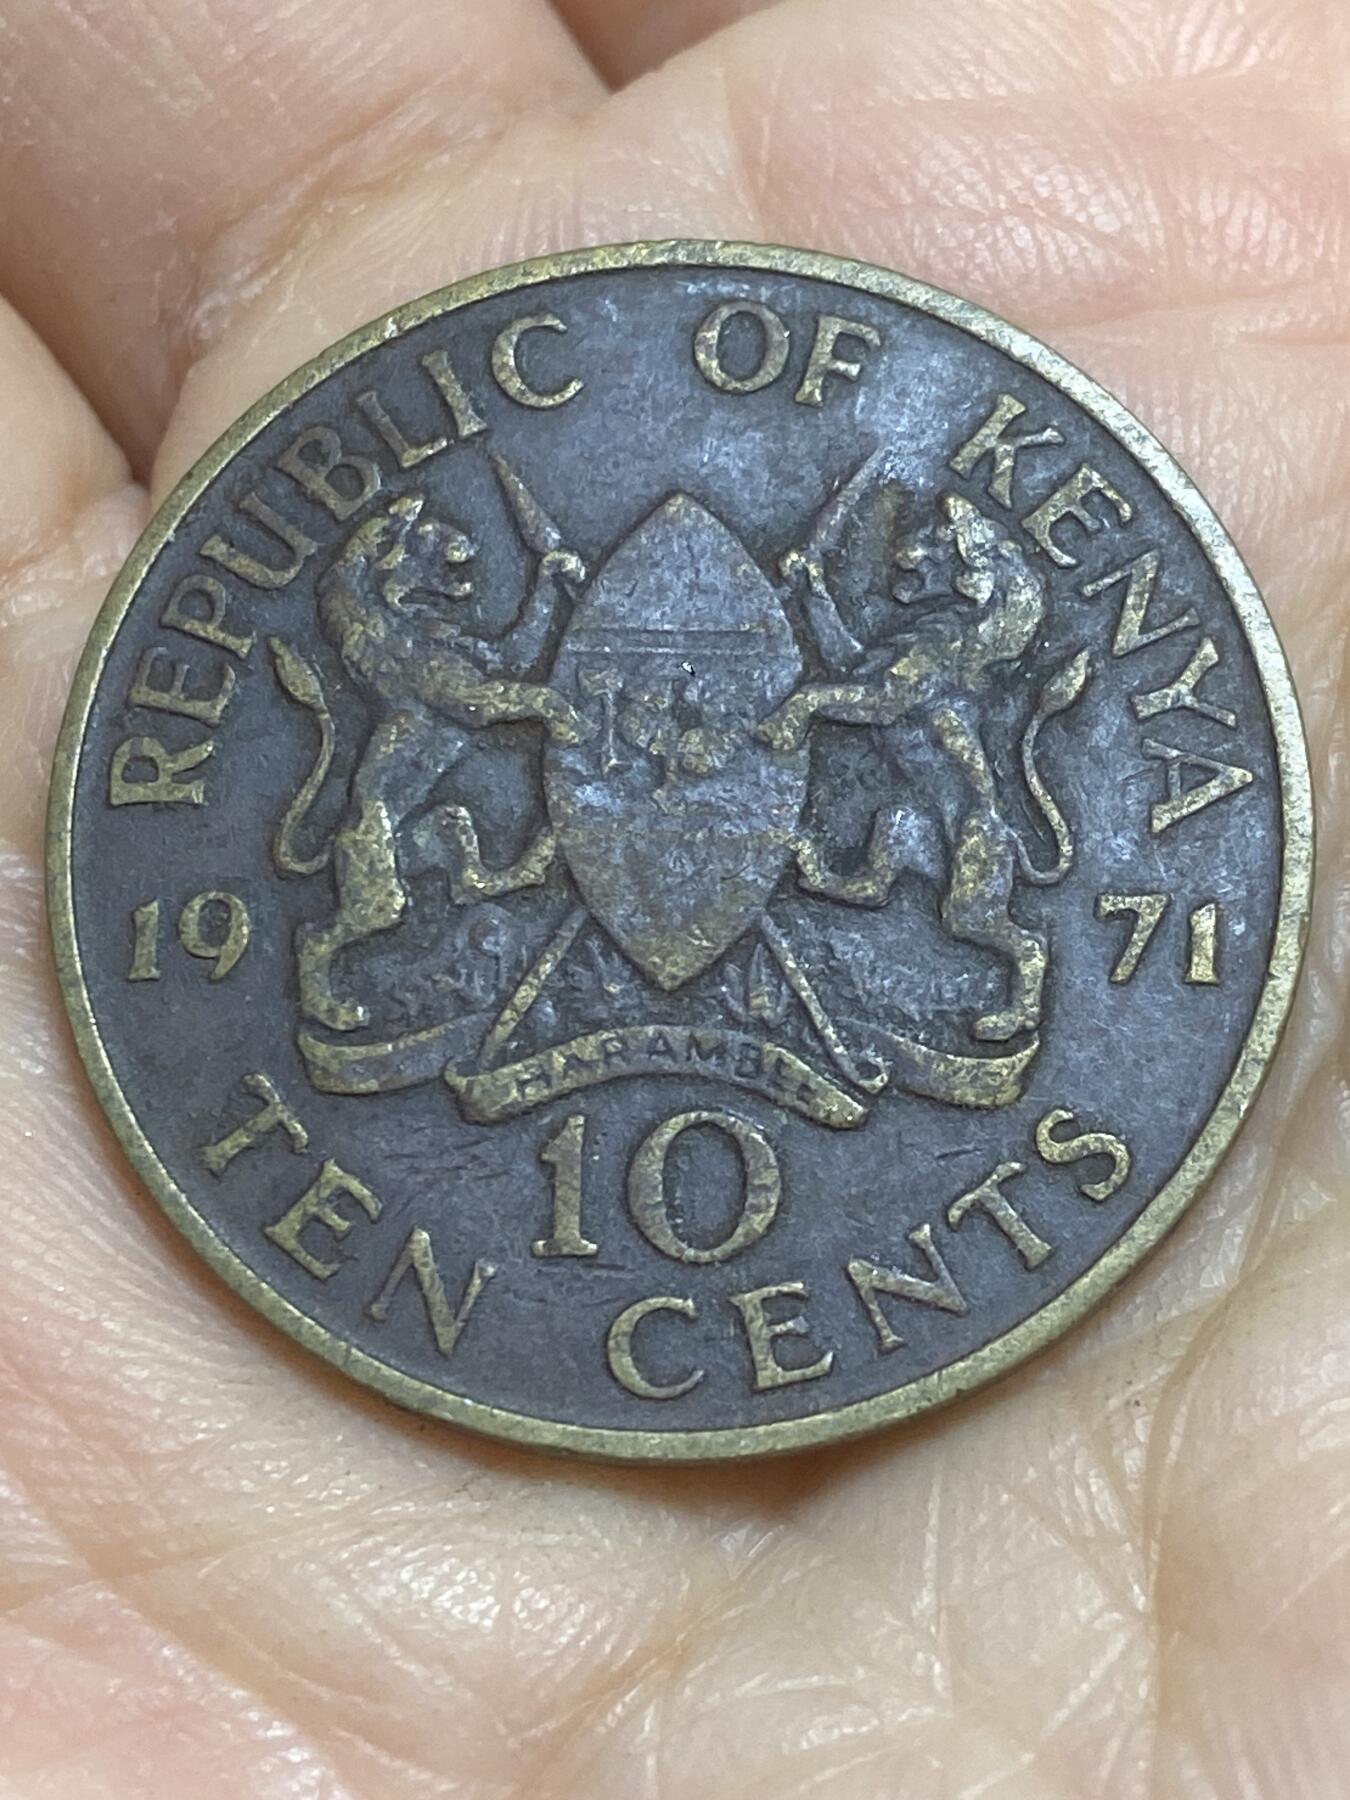 REPUBLIC OF KENYA
19 71
HARAMBEE
10
TEN CENTS